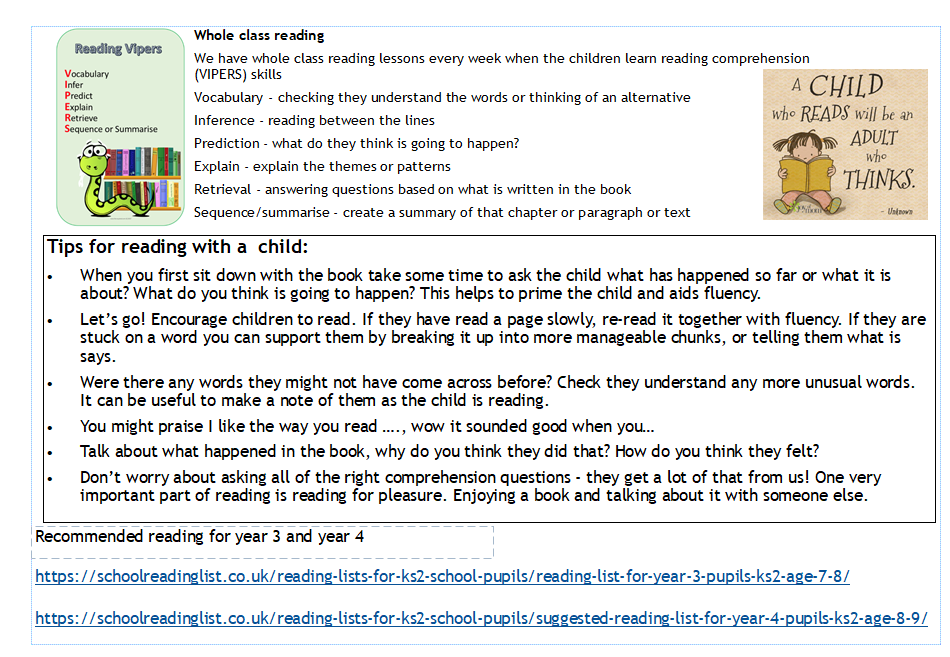 Reading Vipers
Vocabulary
Infer
Predict
Explain
Retrieve
Sequence or Summarise
Whole class reading
We have whole class reading lessons every week when the children learn reading comprehension
(VIPERS) skills
Vocabulary - checking they understand the words or thinking of an alternative
Inference - reading between the lines
Prediction - what do they think is going to happen?
Explain - explain the themes or patterns
Retrieval - answering questions based on what is written in the book
Sequence/summarise - create a summary of that chapter or paragraph or text
A CHILD
who READS will be an
ADULT
who
THINKS.
- Unknown
Tips for reading with a child:
• When you first sit down with the book take some time to ask the child what has happened so far or what it is
about? What do you think is going to happen? This helps to prime the child and aids fluency.
• Let's go! Encourage children to read. If they have read a page slowly, re-read it together with fluency. If they are
stuck on a word you can support them by breaking it up into more manageable chunks, or telling them what is
says.
• Were there any words they might not have come across before? Check they understand any more unusual words.
It can be useful to make a note of them as the child is reading.
• You might praise I like the way you read …., wow it sounded good when you…
• Talk about what happened in the book, why do you think they did that? How do you think they felt?
• Don't worry about asking all of the right comprehension questions - they get a lot of that from us! One very
important part of reading is reading for pleasure. Enjoying a book and talking about it with someone else.
Recommended reading for year 3 and year 4
https://schoolreadinglist.co.uk/reading-lists-for-ks2-school-pupils/reading-list-for-year-3-pupils-ks2-age-7-8/
https://schoolreadinglist.co.uk/reading-lists-for-ks2-school-pupils/suggested-reading-list-for-year-4-pupils-ks2-age-8-9/